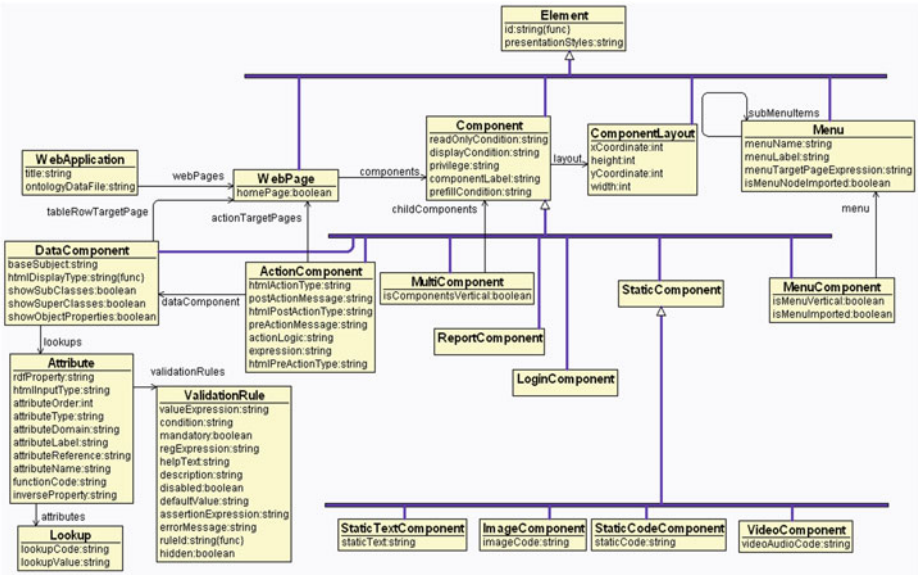 Element
id:string(func)
presentationStyles:string
subMenuItems
Component
readOnlyCondition:string
displayCondition:string
privilege:string
componentLabel:string
prefillCondition:string
layout
ComponentLayout
xCoordinate:int
height:int
yCoordinate:int
width:int
Menu
menuName:string
menuLabel:string
menuTargetPageExpression:string
isMenuNodeImported:boolean
WebApplication
title:string
ontologyDataFile:string
webPages
WebPage
homePage:boolean
components
tableRowTargetPage
actionTargetPages
childComponents
menu
DataComponent
baseSubject:string
htmlDisplayType:string(func)
showSubClasses:boolean
showSuperClasses:boolean
showObjectProperties:boolean
dataComponent
ActionComponent
htmlActionType:string
postActionMessage:string
htmlPostActionType:string
preActionMessage:string
actionLogic:string
expression:string
htmlPreActionType:string
MultiComponent
isComponentsVertical:boolean
StaticComponent
MenuComponent
isMenuVertical:boolean
isMenuImported:boolean
ReportComponent
LoginComponent
lookups
Attribute
rdfProperty:string
htmlInputType:string
attributeOrder:int
attributeType:string
attributeDomain:string
attributeLabel:string
attributeReference:string
attributeName:string
functionCode:string
inverseProperty:string
validationRules
ValidationRule
valueExpression:string
condition:string
mandatory:boolean
regExpression:string
helpText:string
description:string
disabled:boolean
defaultValue:string
assertionExpression:string
errorMessage:string
ruleId:string(func)
hidden:boolean
attributes
Lookup
lookupCode:string
lookupValue:string
StaticTextComponent
staticText:string
ImageComponent
imageCode:string
StaticCodeComponent
staticCode:string
VideoComponent
videoAudioCode:string